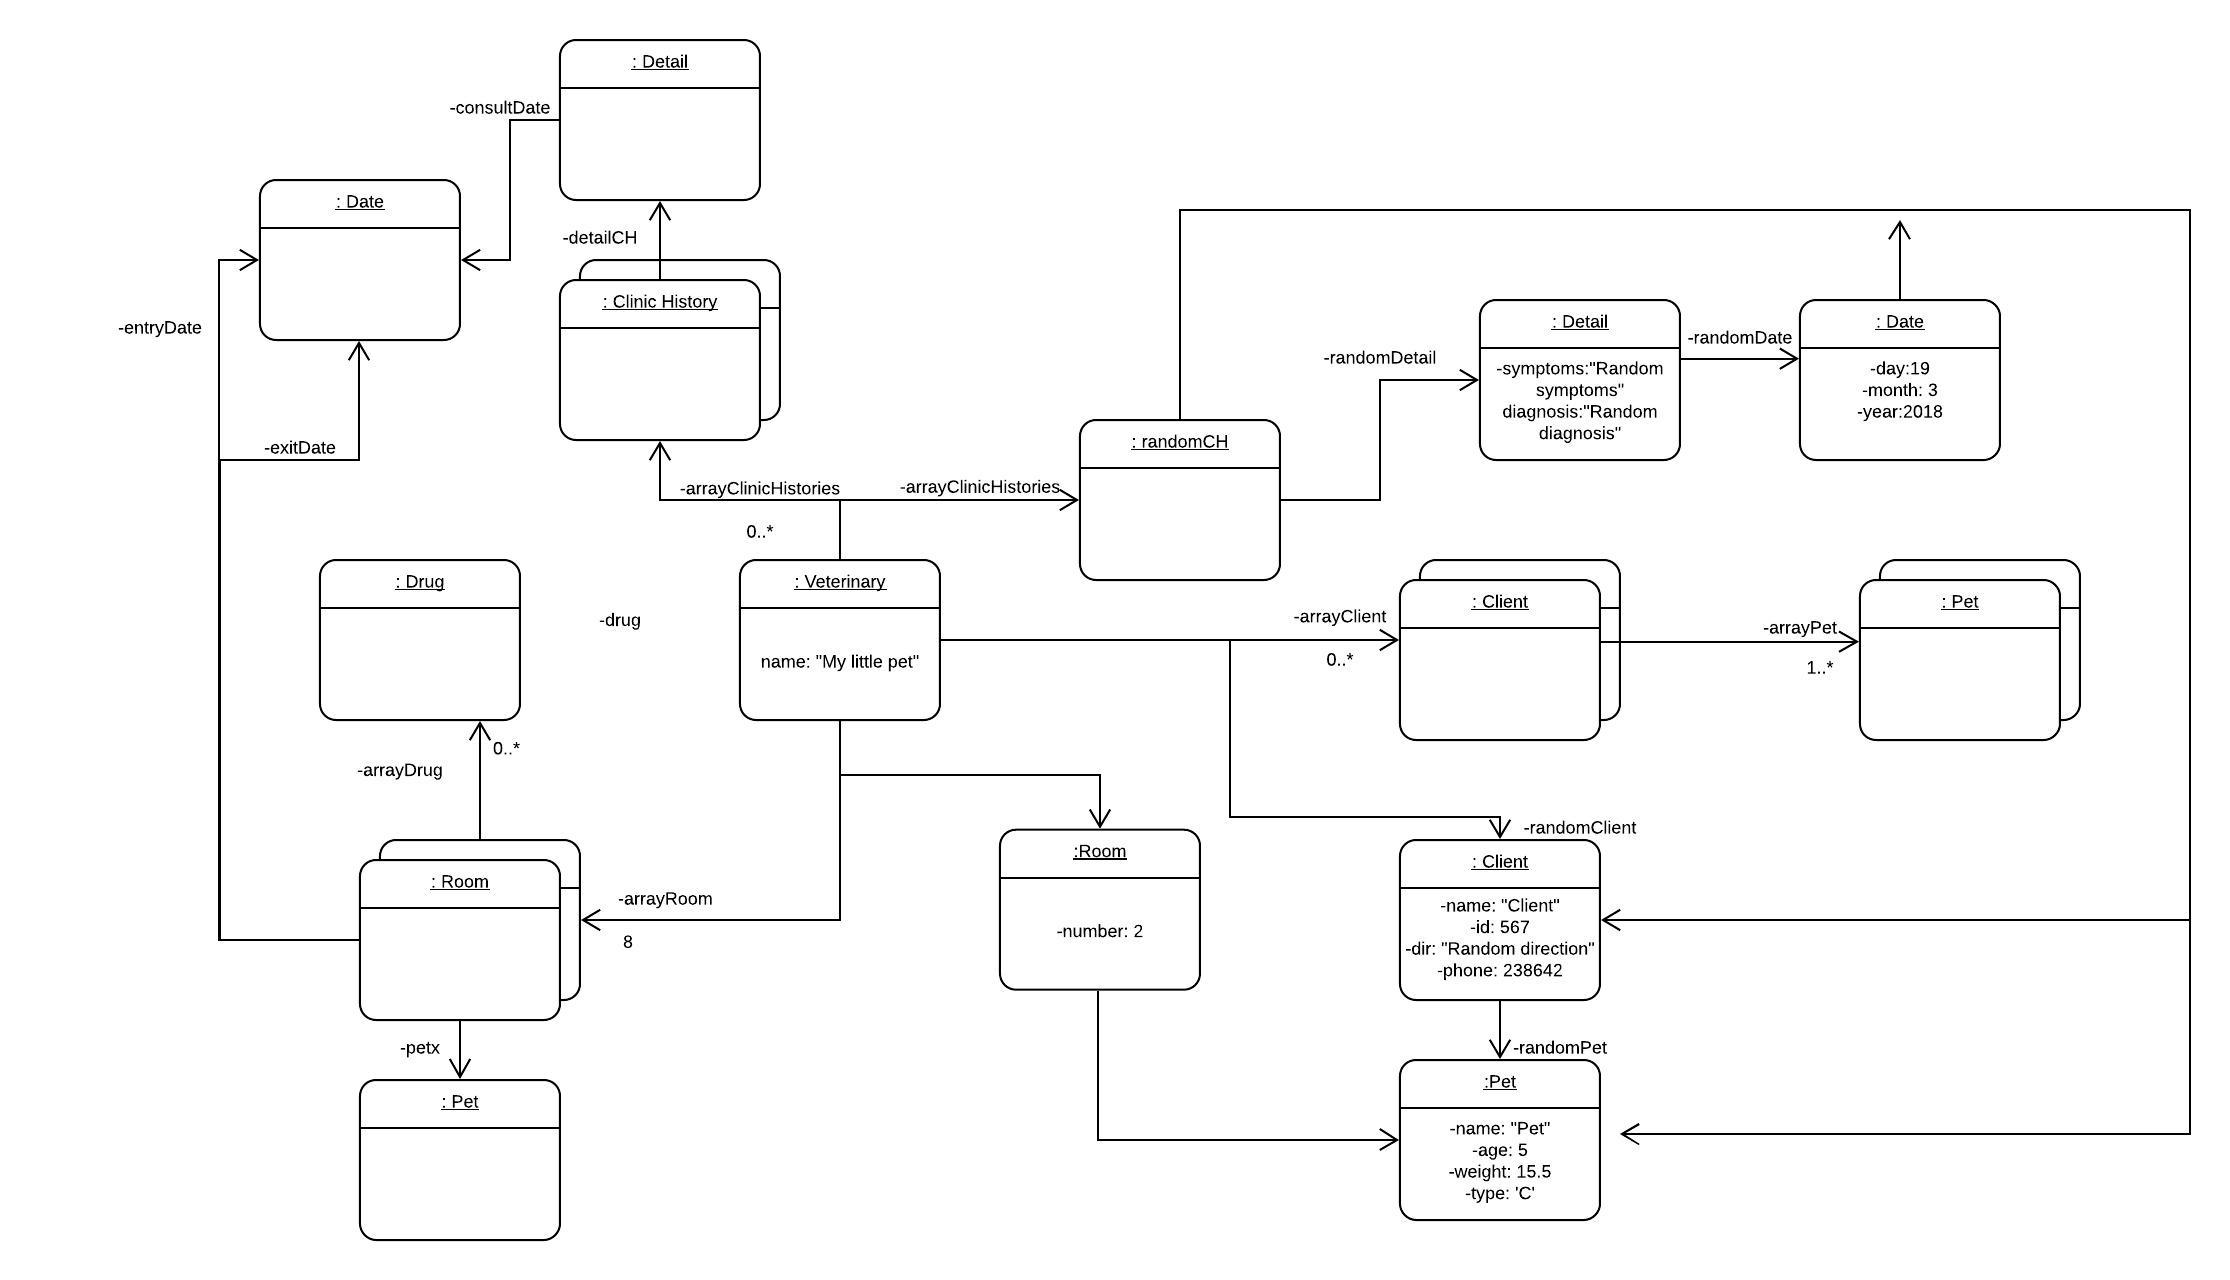 : Detail
-consultDate
: Date
-detailCH
: Clinic History
-entryDate
-exitDate
: Detail
-symptoms:"Random
symptoms"
diagnosis:"Random
diagnosis"
-randomDate
: Date
-day:19
-month: 3
-year:2018
-randomDetail
: randomCH
-arrayClinicHistories
-arrayClinicHistories
0..*
: Drug
-drug
: Veterinary
name: "My little pet"
-arrayClient
0..*
: Client
-arrayPet
1..*
: Pet
0..*
-arrayDrug
: Room
-arrayRoom
8
:Room
-number: 2
-randomClient
: Client
-name: "Client"
-id: 567
-dir: "Random direction"
-phone: 238642
-petx
: Pet
-randomPet
:Pet
-name: "Pet"
-age: 5
-weight: 15.5
-type: 'C'